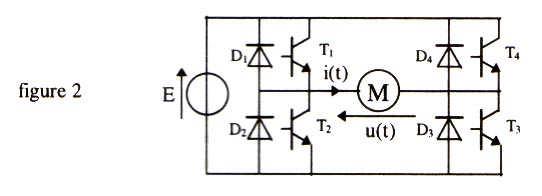 D₁ T₁ D₄ T₄
i(t)
figure 2 E M
D₂ T₂ u(t) D₃ T₃